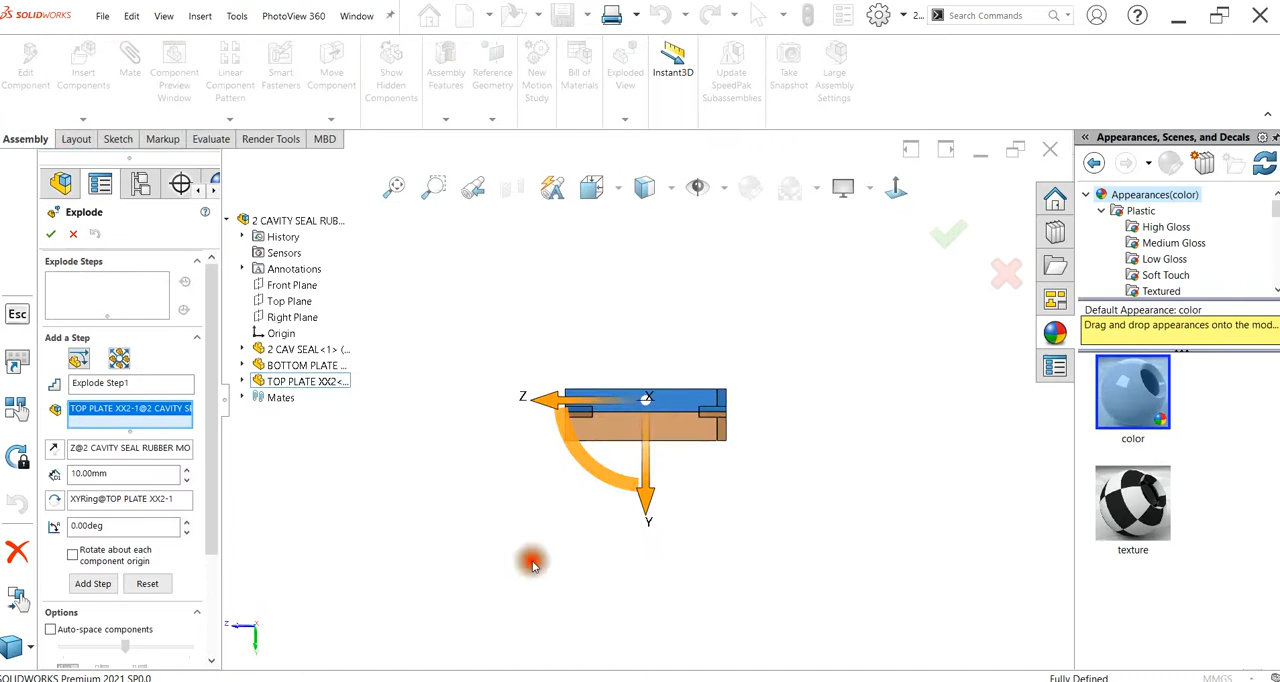 SOLIDWORKS
File Edit View Insert Tools PhotoView 360 Window
2... Search Commands
Edit Component
Insert Components
Mate
Component Preview Window
Linear Component Pattern
Smart Fasteners
Move Component
Show Hidden Components
Assembly Features
Reference Geometry
New Motion Study
Bill of Materials
Exploded View
Instant3D
Update SpeedPak Subassemblies
Take Snapshot
Large Assembly Settings
Assembly Layout Sketch Markup Evaluate Render Tools MBD
Explode
Explode Steps
Add a Step
Explode Step1
TOP PLATE XX2-1@2 CAVITY SE
Z@2 CAVITY SEAL RUBBER MO
10.00mm
XYRing@TOP PLATE XX2-1
0.00deg
Rotate about each
component origin
Add Step Reset
Options
Auto-space components
Esc
2 CAVITY SEAL RUB...
History
Sensors
Annotations
Front Plane
Top Plane
Right Plane
Origin
2 CAV SEAL<1> (...
BOTTOM PLATE ...
TOP PLATE XX2<...
Mates
Z X
Y
z x
y
Appearances, Scenes, and Decals
Appearances(color)
Plastic
High Gloss
Medium Gloss
Low Gloss
Soft Touch
Textured
Default Appearance: color
Drag and drop appearances onto the mod...
color
texture
SOLIDWORKS Premium 2021 SP0.0
Fully Defined
MMGS